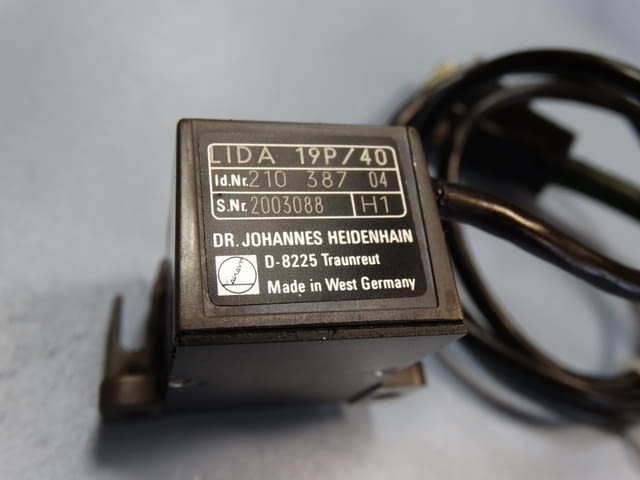 LIDA 19P/40
Id.Nr. 210 387 04
S.Nr. 2003088 H1
DR. JOHANNES HEIDENHAIN
D-8225 Traunreut
Made in West Germany